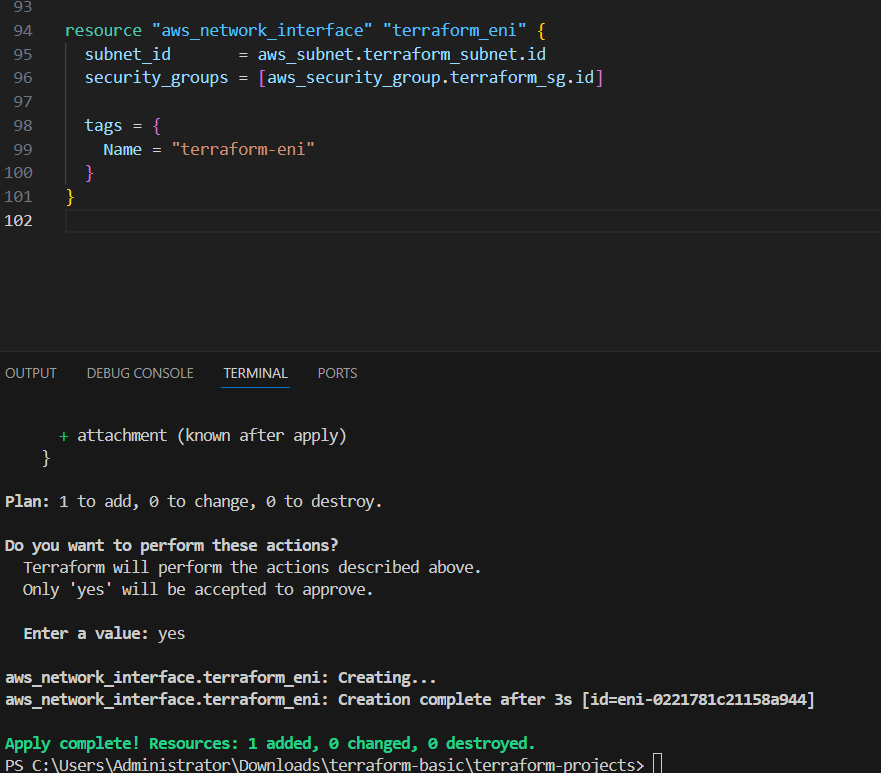 93
94 resource "aws_network_interface" "terraform_eni" {
95 subnet_id       = aws_subnet.terraform_subnet.id
96 security_groups = [aws_security_group.terraform_sg.id]
97
98 tags = {
99 Name = "terraform-eni"
100 }
101 }
102
OUTPUT DEBUG CONSOLE TERMINAL PORTS
+ attachment (known after apply)
}
Plan: 1 to add, 0 to change, 0 to destroy.
Do you want to perform these actions?
Terraform will perform the actions described above.
Only 'yes' will be accepted to approve.
Enter a value: yes
aws_network_interface.terraform_eni: Creating...
aws_network_interface.terraform_eni: Creation complete after 3s [id=eni-0221781c21158a944]
Apply complete! Resources: 1 added, 0 changed, 0 destroyed.
PS C:\Users\Administrator\Downloads\terraform-basic\terraform-projects>